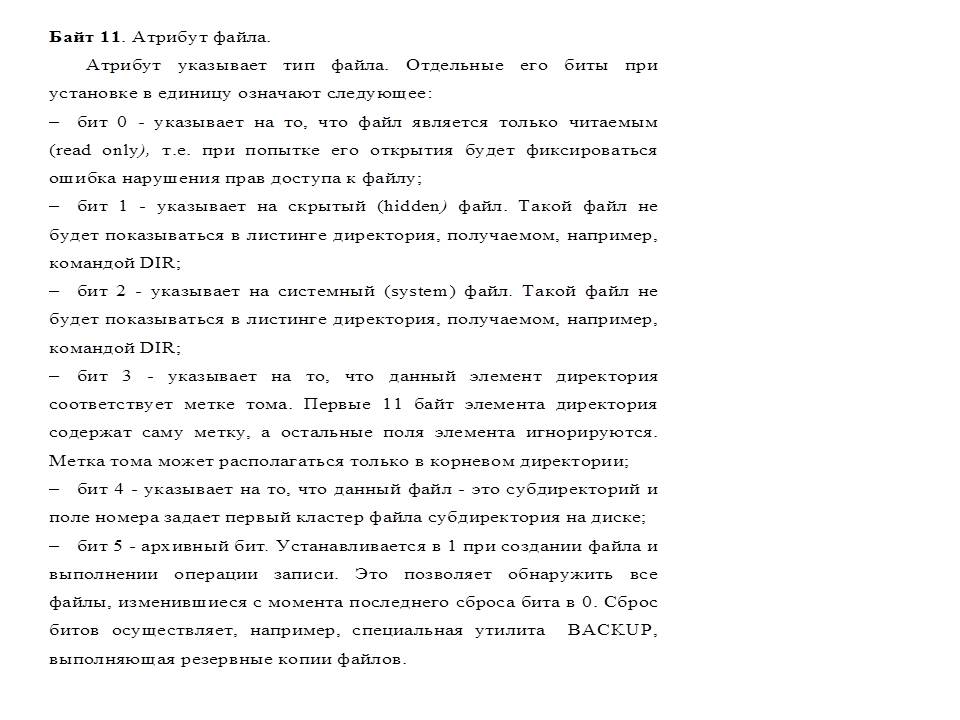 Байт 11. Атрибут файла.
Атрибут указывает тип файла. Отдельные его биты при
установке в единицу означают следующее:
– бит 0 - указывает на то, что файл является только читаемым
(read only), т.е. при попытке его открытия будет фиксироваться
ошибка нарушения прав доступа к файлу;
– бит 1 - указывает на скрытый (hidden) файл. Такой файл не
будет показываться в листинге директория, получаемом, например,
командой DIR;
– бит 2 - указывает на системный (system) файл. Такой файл не
будет показываться в листинге директория, получаемом, например,
командой DIR;
– бит 3 - указывает на то, что данный элемент директория
соответствует метке тома. Первые 11 байт элемента директория
содержат саму метку, а остальные поля элемента игнорируются.
Метка тома может располагаться только в корневом директории;
– бит 4 - указывает на то, что данный файл - это субдиректорий и
поле номера задает первый кластер файла субдиректория на диске;
– бит 5 - архивный бит. Устанавливается в 1 при создании файла и
выполнении операции записи. Это позволяет обнаружить все
файлы, изменившиеся с момента последнего сброса бита в 0. Сброс
битов осуществляет, например, специальная утилита BACKUP,
выполняющая резервные копии файлов.